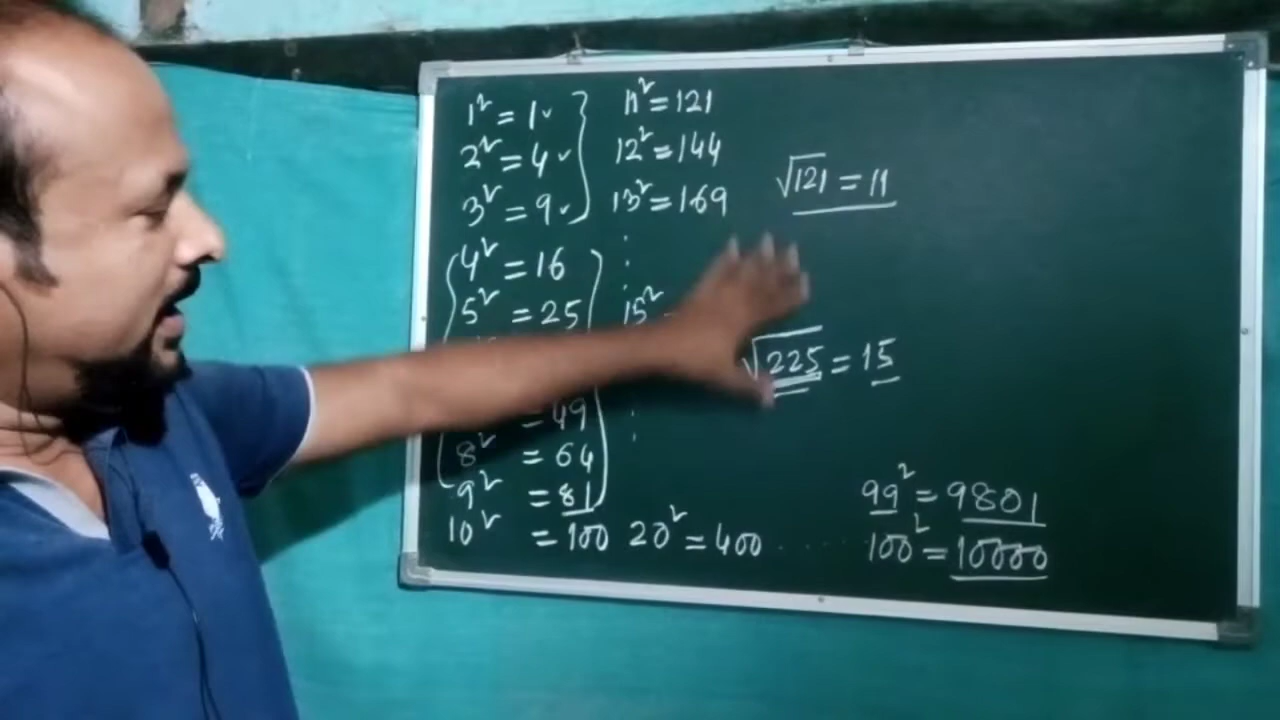 1² = 1
2² = 4
3² = 9
4² = 16
5² = 25
= 49
8² = 64
9² = 81
10² = 100
11² = 121
12² = 144
13² = 169
15²
20² = 400
√121 = 11
√225 = 15
99² = 9801
100² = 10000